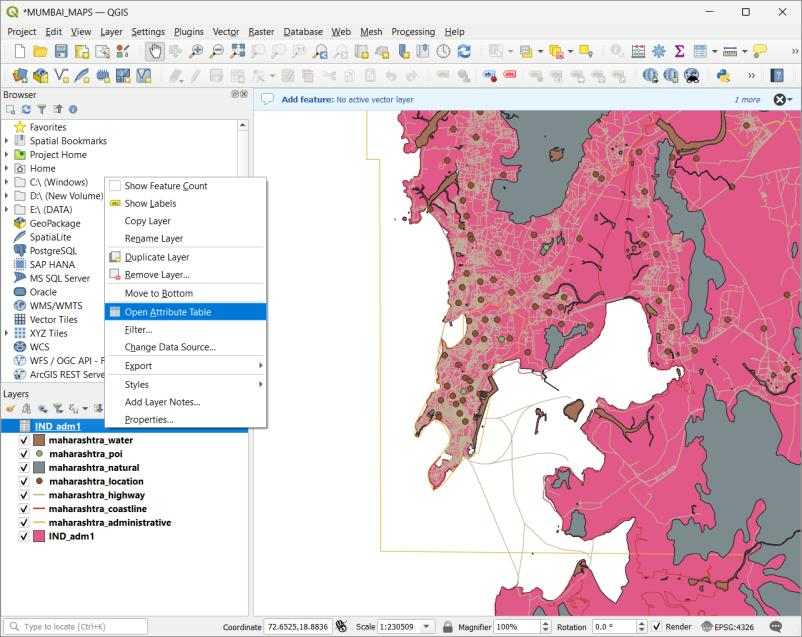 *MUMBAI_MAPS — QGIS
Project Edit View Layer Settings Plugins Vector Raster Database Web Mesh Processing Help
Browser
Add feature: No active vector layer
1 more
Favorites
Spatial Bookmarks
Project Home
Home
C:\ (Windows)
D:\ (New Volume)
E:\ (DATA)
GeoPackage
SpatiaLite
PostgreSQL
SAP HANA
MS SQL Server
Oracle
WMS/WMTS
Vector Tiles
XYZ Tiles
WCS
WFS / OGC API - F
ArcGIS REST Serve
Show Feature Count
Show Labels
Copy Layer
Rename Layer
Duplicate Layer
Remove Layer...
Move to Bottom
Open Attribute Table
Filter...
Change Data Source...
Export
Styles
Add Layer Notes...
Properties...
Layers
IND_adm1
maharashtra_water
maharashtra_poi
maharashtra_natural
maharashtra_location
maharashtra_highway
maharashtra_coastline
maharashtra_administrative
IND_adm1
Type to locate (Ctrl+K)
Coordinate 72.6525,18.8836 Scale 1:230509 Magnifier 100% Rotation 0.0 ° Render EPSG:4326